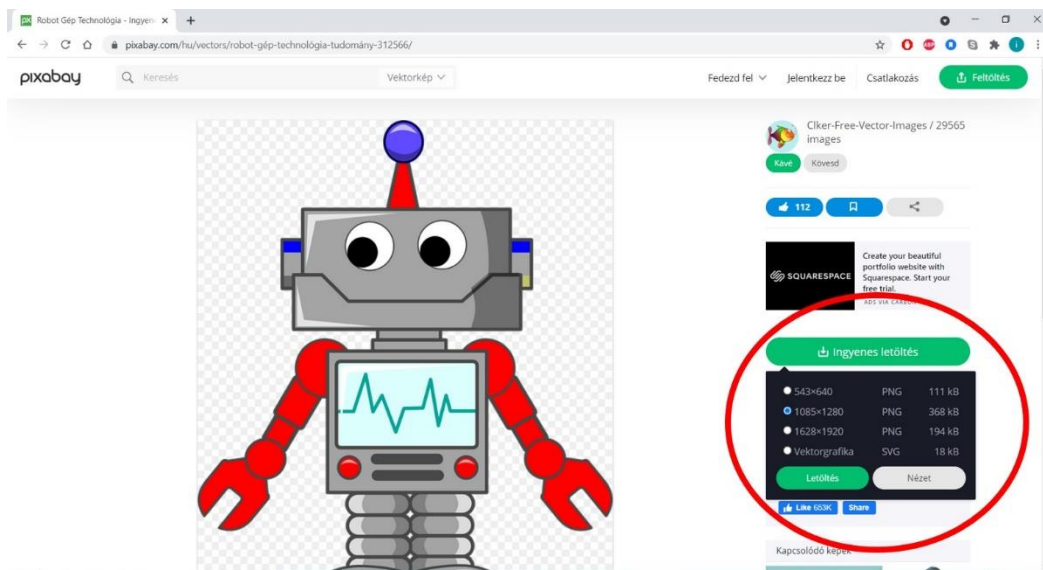 px Robot Gép Technológia - Ingyen
pixabay.com/hu/vectors/robot-gép-technológia-tudomány-312566/
pixabay Keresés Vektorkép Fedezd fel Jelentkezz be Csatlakozás Feltöltés
Clker-Free-Vector-Images / 29565
images
Kávé Kövesd
112
SQUARESPACE
Create your beautiful
portfolio website with
Squarespace. Start your
free trial.
ADS VIA
Ingyenes letöltés
543×640 PNG 111 kB
1085×1280 PNG 368 kB
1628×1920 PNG 194 kB
Vektorgrafika SVG 18 kB
Letöltés Nézet
Like 653K Share
Kapcsolódó képek